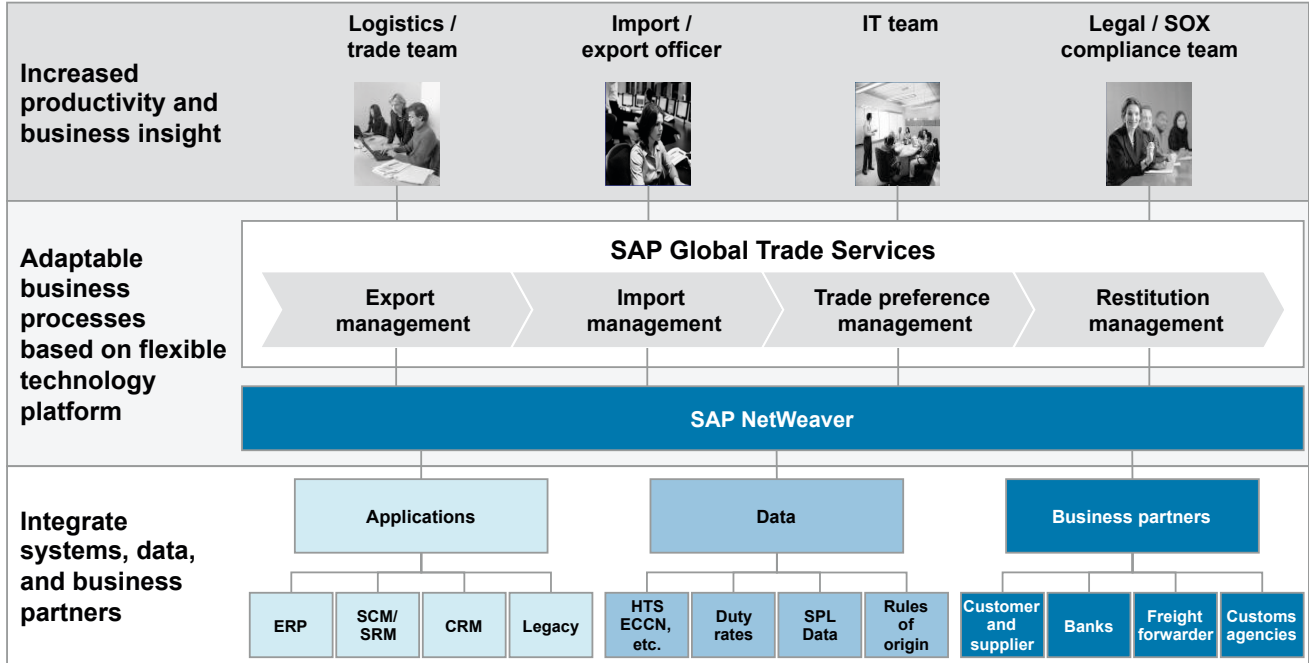 Logistics /
trade team
Import /
export officer
IT team
Legal / SOX
compliance team
Increased
productivity and
business insight
Adaptable
business
processes
based on flexible
technology
platform
SAP Global Trade Services
Export
management
Import
management
Trade preference
management
Restitution
management
SAP NetWeaver
Integrate
systems, data,
and business
partners
Applications
Data
Business partners
ERP
SCM/
SRM
CRM
Legacy
HTS
ECCN,
etc.
Duty
rates
SPL
Data
Rules
of
origin
Customer
and
supplier
Banks
Freight
forwarder
Customs
agencies